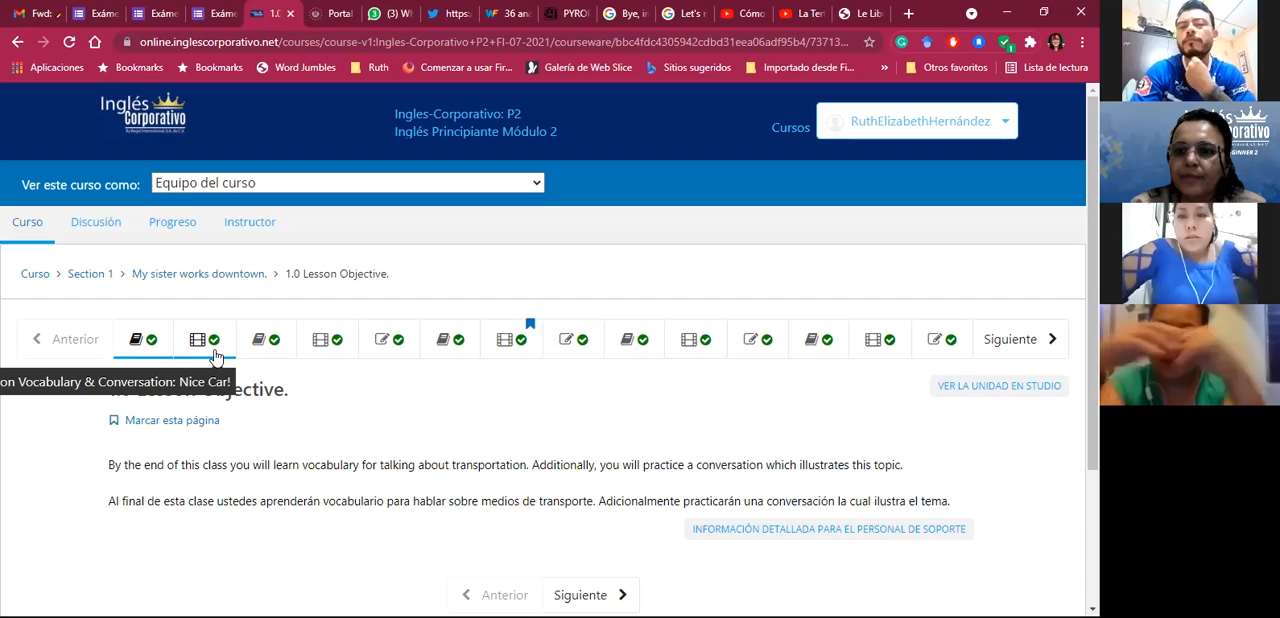 Fwd:
Exáme
Exáme
Exám
1.0
Portal
(3) Wh
https:
36 ano
PYRO
Bye, in
Let's r
Cómo
La Ter
Le Lib
online.inglescorporativo.net/courses/course-v1:Ingles-Corporativo+P2+FI-07-2021/courseware/bbc4fdc4305942cdbd31eea06adf95b4/73713...
Aplicaciones
Bookmarks
Bookmarks
Word Jumbles
Ruth
Comenzar a usar Fir...
Galería de Web Slice
Sitios sugeridos
Importado desde Fi...
»
Otros favoritos
Lista de lectura
Inglés
Corporativo
Ingles-Corporativo: P2
Inglés Principiante Módulo 2
Cursos
RuthElizabethHernández
Ver este curso como:
Equipo del curso
Curso
Discusión
Progreso
Instructor
Curso > Section 1 > My sister works downtown. > 1.0 Lesson Objective.
Anterior
Siguiente
on Vocabulary & Conversation: Nice Car!
jective.
VER LA UNIDAD EN STUDIO
Marcar esta página
By the end of this class you will learn vocabulary for talking about transportation. Additionally, you will practice a conversation which illustrates this topic.
Al final de esta clase ustedes aprenderán vocabulario para hablar sobre medios de transporte. Adicionalmente practicarán una conversación la cual ilustra el tema.
INFORMACIÓN DETALLADA PARA EL PERSONAL DE SOPORTE
Anterior
Siguiente